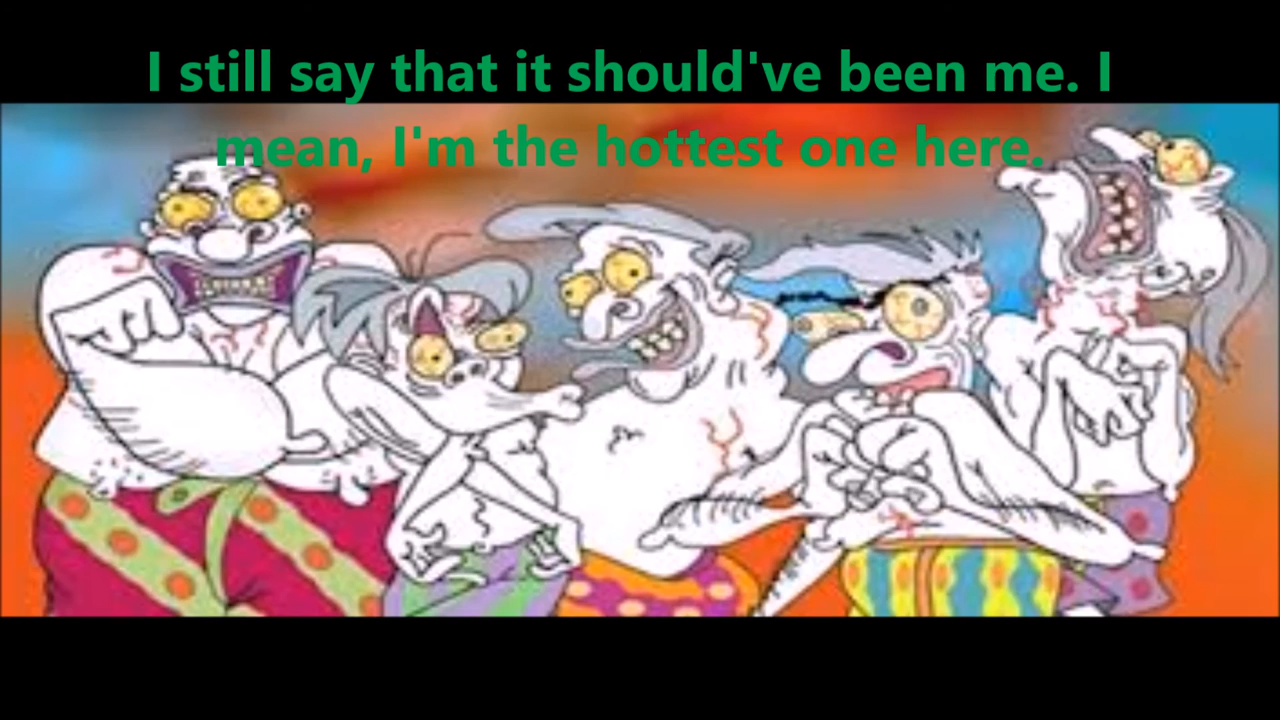 I still say that it should've been me. I
mean, I'm the hottest one here.